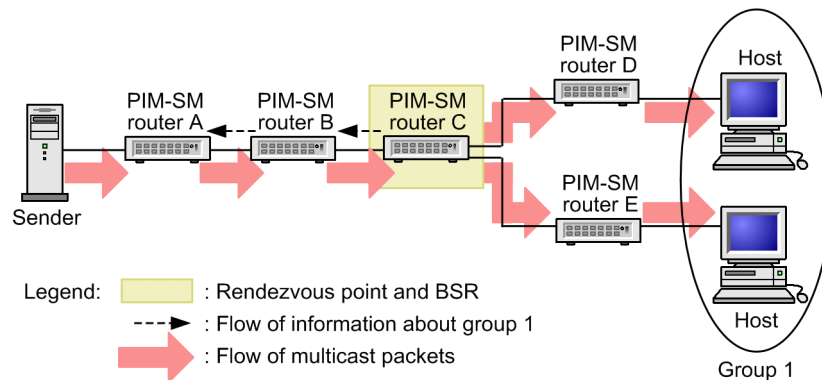 PIM-SM
router D
Host
PIM-SM
router A
PIM-SM
router B
PIM-SM
router C
Sender
PIM-SM
router E
Host
Group 1
Legend:
: Rendezvous point and BSR
: Flow of information about group 1
: Flow of multicast packets